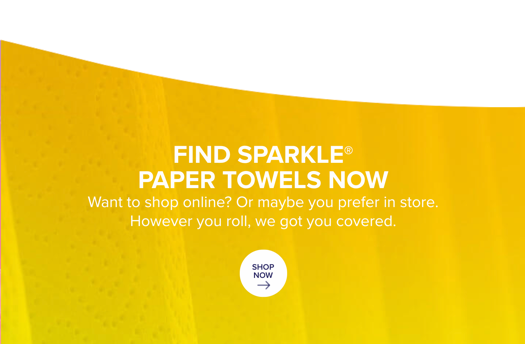 FIND SPARKLE®
PAPER TOWELS NOW
Want to shop online? Or maybe you prefer in store.
However you roll, we got you covered.
SHOP
NOW